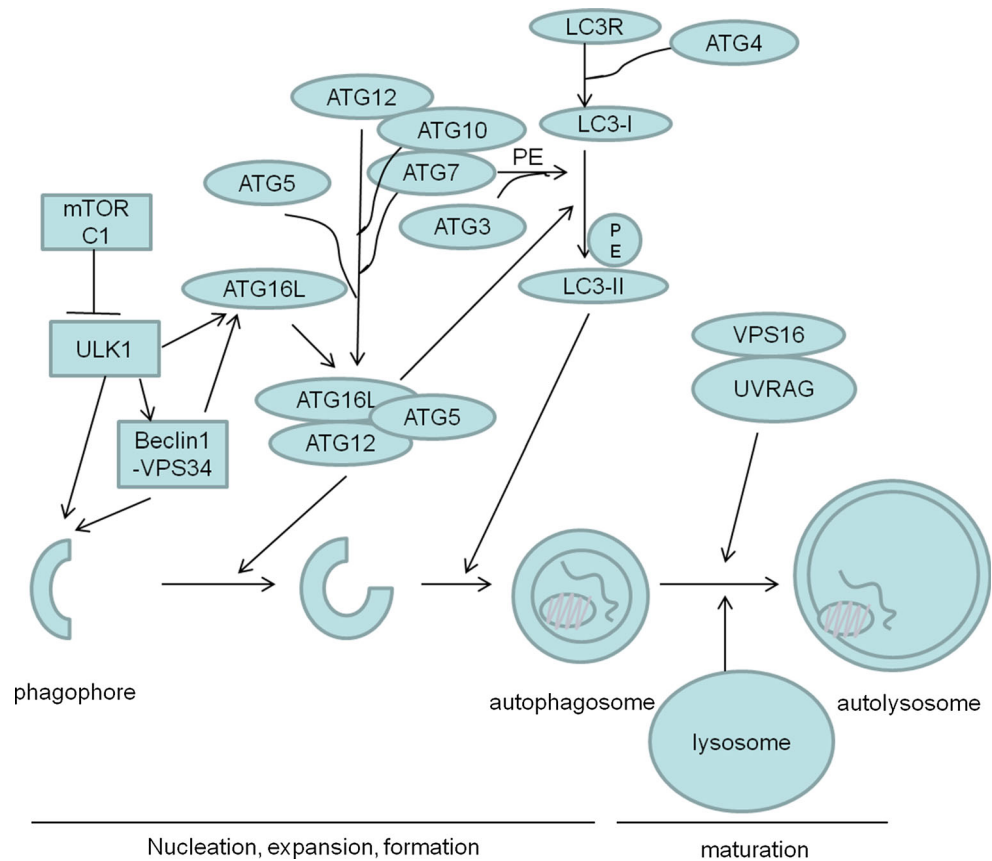 LC3R
ATG4
ATG12
ATG10
LC3-I
ATG5
ATG7
PE
mTOR
C1
ATG3
P
E
ATG16L
LC3-II
ULK1
VPS16
UVRAG
ATG16L
ATG5
ATG12
Beclin1
-VPS34
phagophore
autophagosome
autolysosome
lysosome
Nucleation, expansion, formation
maturation